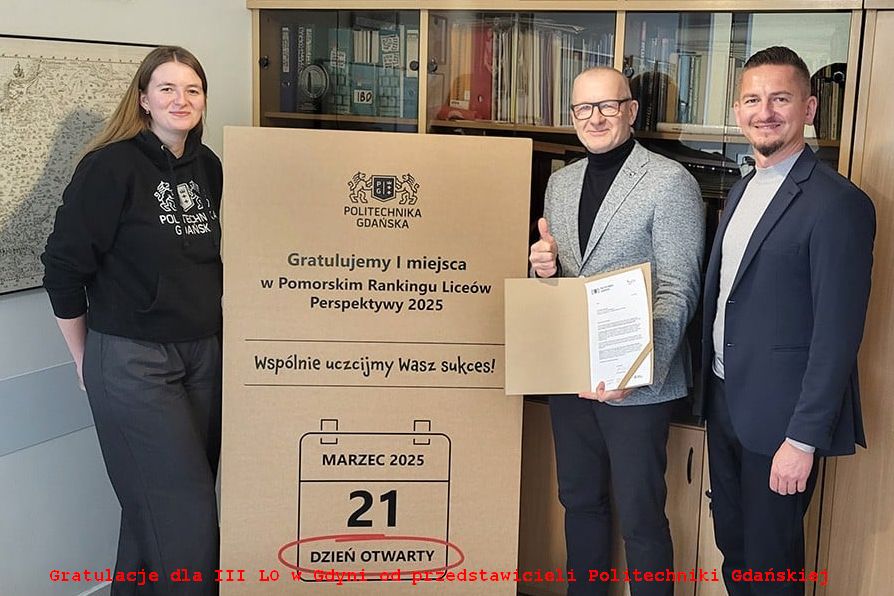 180
POLITECHNIKA
GDAŃSKA
POLITECHNIKA
GDAŃSKA
Gratulujemy I miejsca
w Pomorskim Rankingu Liceów
Perspektywy 2025
Wspólnie uczcijmy Wasz sukces!
MARZEC 2025
21
DZIEŃ OTWARTY
Gratulacje dla III LO w Gdyni od przedstawicieli Politechniki Gdańskiej